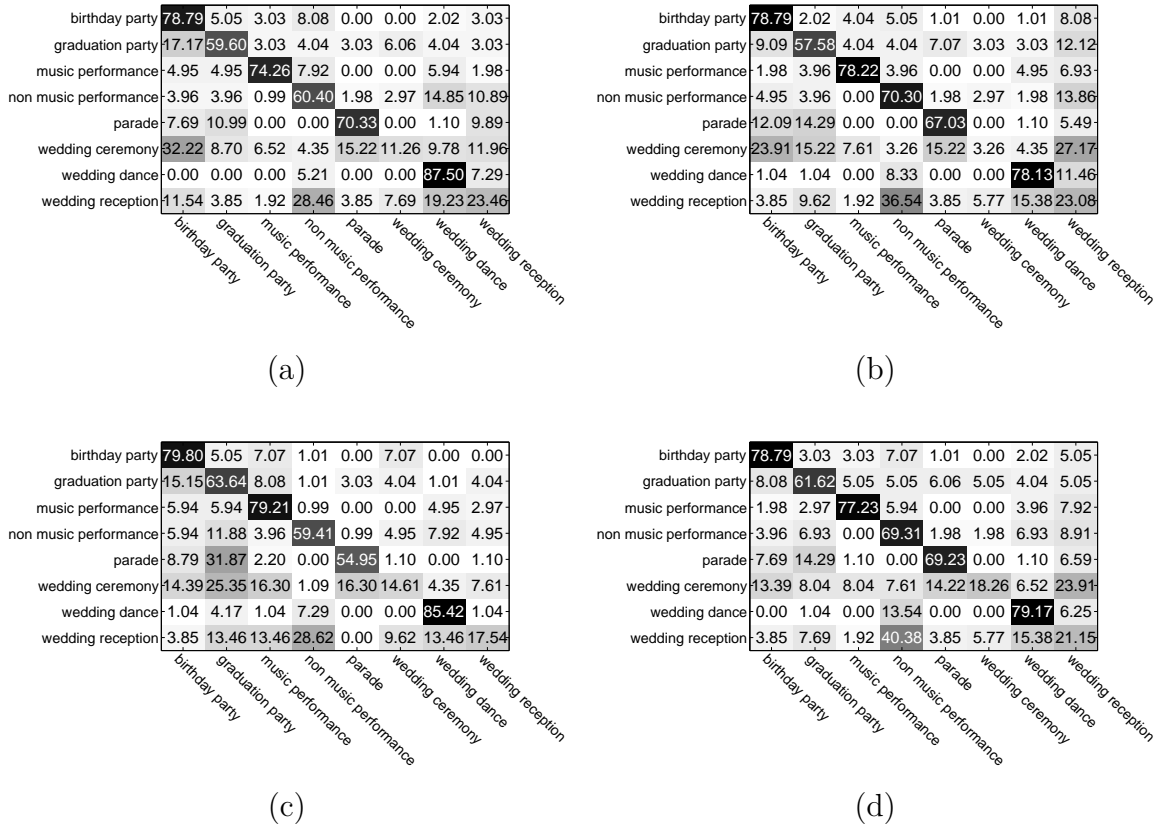 birthday party 78.79 5.05 3.03 8.08 0.00 0.00 2.02 3.03
graduation party 17.17 59.60 3.03 4.04 3.03 6.06 4.04 3.03
music performance 4.95 4.95 74.26 7.92 0.00 0.00 5.94 1.98
non music performance 3.96 3.96 0.99 60.40 1.98 2.97 14.85 10.89
parade 7.69 10.99 0.00 0.00 70.33 0.00 1.10 9.89
wedding ceremony 32.22 8.70 6.52 4.35 15.22 11.26 9.78 11.96
wedding dance 0.00 0.00 0.00 5.21 0.00 0.00 87.50 7.29
wedding reception 11.54 3.85 1.92 28.46 3.85 7.69 19.23 23.46
birthday party
graduation party
music performance
non music performance
parade
wedding ceremony
wedding dance
wedding reception
(a)
birthday party 78.79 2.02 4.04 5.05 1.01 0.00 1.01 8.08
graduation party 9.09 57.58 4.04 4.04 7.07 3.03 3.03 12.12
music performance 1.98 3.96 78.22 3.96 0.00 0.00 4.95 6.93
non music performance 4.95 3.96 0.00 70.30 1.98 2.97 1.98 13.86
parade 12.09 14.29 0.00 0.00 67.03 0.00 1.10 5.49
wedding ceremony 23.91 15.22 7.61 3.26 15.22 3.26 4.35 27.17
wedding dance 1.04 1.04 0.00 8.33 0.00 0.00 78.13 11.46
wedding reception 3.85 9.62 1.92 36.54 3.85 5.77 15.38 23.08
birthday party
graduation party
music performance
non music performance
parade
wedding ceremony
wedding dance
wedding reception
(b)
birthday party 79.80 5.05 7.07 1.01 0.00 7.07 0.00 0.00
graduation party 15.15 63.64 8.08 1.01 3.03 4.04 1.01 4.04
music performance 5.94 5.94 79.21 0.99 0.00 0.00 4.95 2.97
non music performance 5.94 11.88 3.96 59.41 0.99 4.95 7.92 4.95
parade 8.79 31.87 2.20 0.00 54.95 1.10 0.00 1.10
wedding ceremony 14.39 25.35 16.30 1.09 16.30 14.61 4.35 7.61
wedding dance 1.04 4.17 1.04 7.29 0.00 0.00 85.42 1.04
wedding reception 3.85 13.46 13.46 28.62 0.00 9.62 13.46 17.54
birthday party
graduation party
music performance
non music performance
parade
wedding ceremony
wedding dance
wedding reception
(c)
birthday party 78.79 3.03 3.03 7.07 1.01 0.00 2.02 5.05
graduation party 8.08 61.62 5.05 5.05 6.06 5.05 4.04 5.05
music performance 1.98 2.97 77.23 5.94 0.00 0.00 3.96 7.92
non music performance 3.96 6.93 0.00 69.31 1.98 1.98 6.93 8.91
parade 7.69 14.29 1.10 0.00 69.23 0.00 1.10 6.59
wedding ceremony 13.39 8.04 8.04 7.61 14.22 18.26 6.52 23.91
wedding dance 0.00 1.04 0.00 13.54 0.00 0.00 79.17 6.25
wedding reception 3.85 7.69 1.92 40.38 3.85 5.77 15.38 21.15
birthday party
graduation party
music performance
non music performance
parade
wedding ceremony
wedding dance
wedding reception
(d)